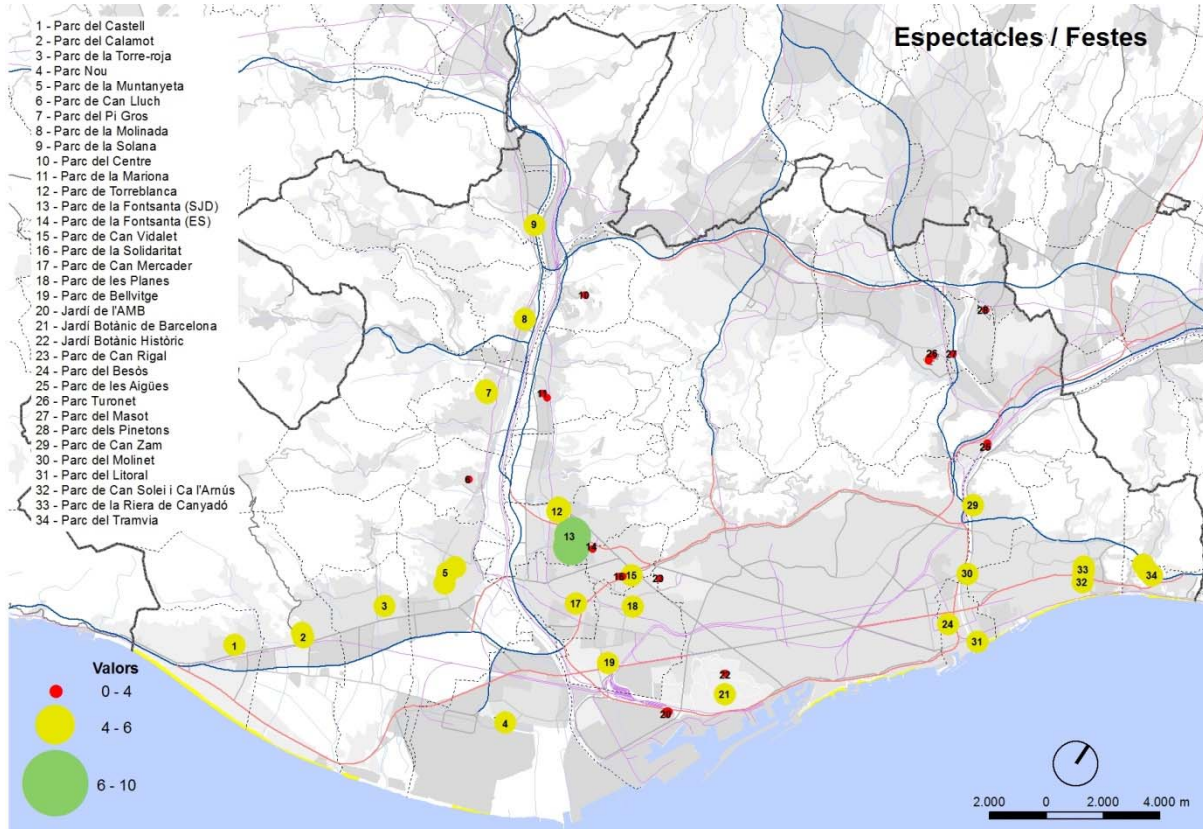 Espectacles / Festes
1 - Parc del Castell
2 - Parc del Calamot
3 - Parc de la Torre-roja
4 - Parc Nou
5 - Parc de la Muntanyeta
6 - Parc de Can Lluch
7 - Parc del Pi Gros
8 - Parc de la Molinada
9 - Parc de la Solana
10 - Parc del Centre
11 - Parc de la Mariona
12 - Parc de Torreblanca
13 - Parc de la Fontsanta (SJD)
14 - Parc de la Fontsanta (ES)
15 - Parc de Can Vidalet
16 - Parc de la Solidaritat
17 - Parc de Can Mercader
18 - Parc de les Planes
19 - Parc de Bellvitge
20 - Jardí de l'AMB
21 - Jardí Botànic de Barcelona
22 - Jardí Botànic Històric
23 - Parc de Can Rigal
24 - Parc del Besòs
25 - Parc de les Aigües
26 - Parc Turonet
27 - Parc del Masot
28 - Parc dels Pinetons
29 - Parc de Can Zam
30 - Parc del Molinet
31 - Parc del Litoral
32 - Parc de Can Solei i Ca l'Arnús
33 - Parc de la Riera de Canyadó
34 - Parc del Tramvia
9
10
28
8
26
27
7
11
6
29
12
13
14
5
16
15
30
33
32
34
3
17
18
24
31
2
1
19
22
21
20
4
Valors
0 - 4
4 - 6
6 - 10
2.000 0 2.000 4.000 m